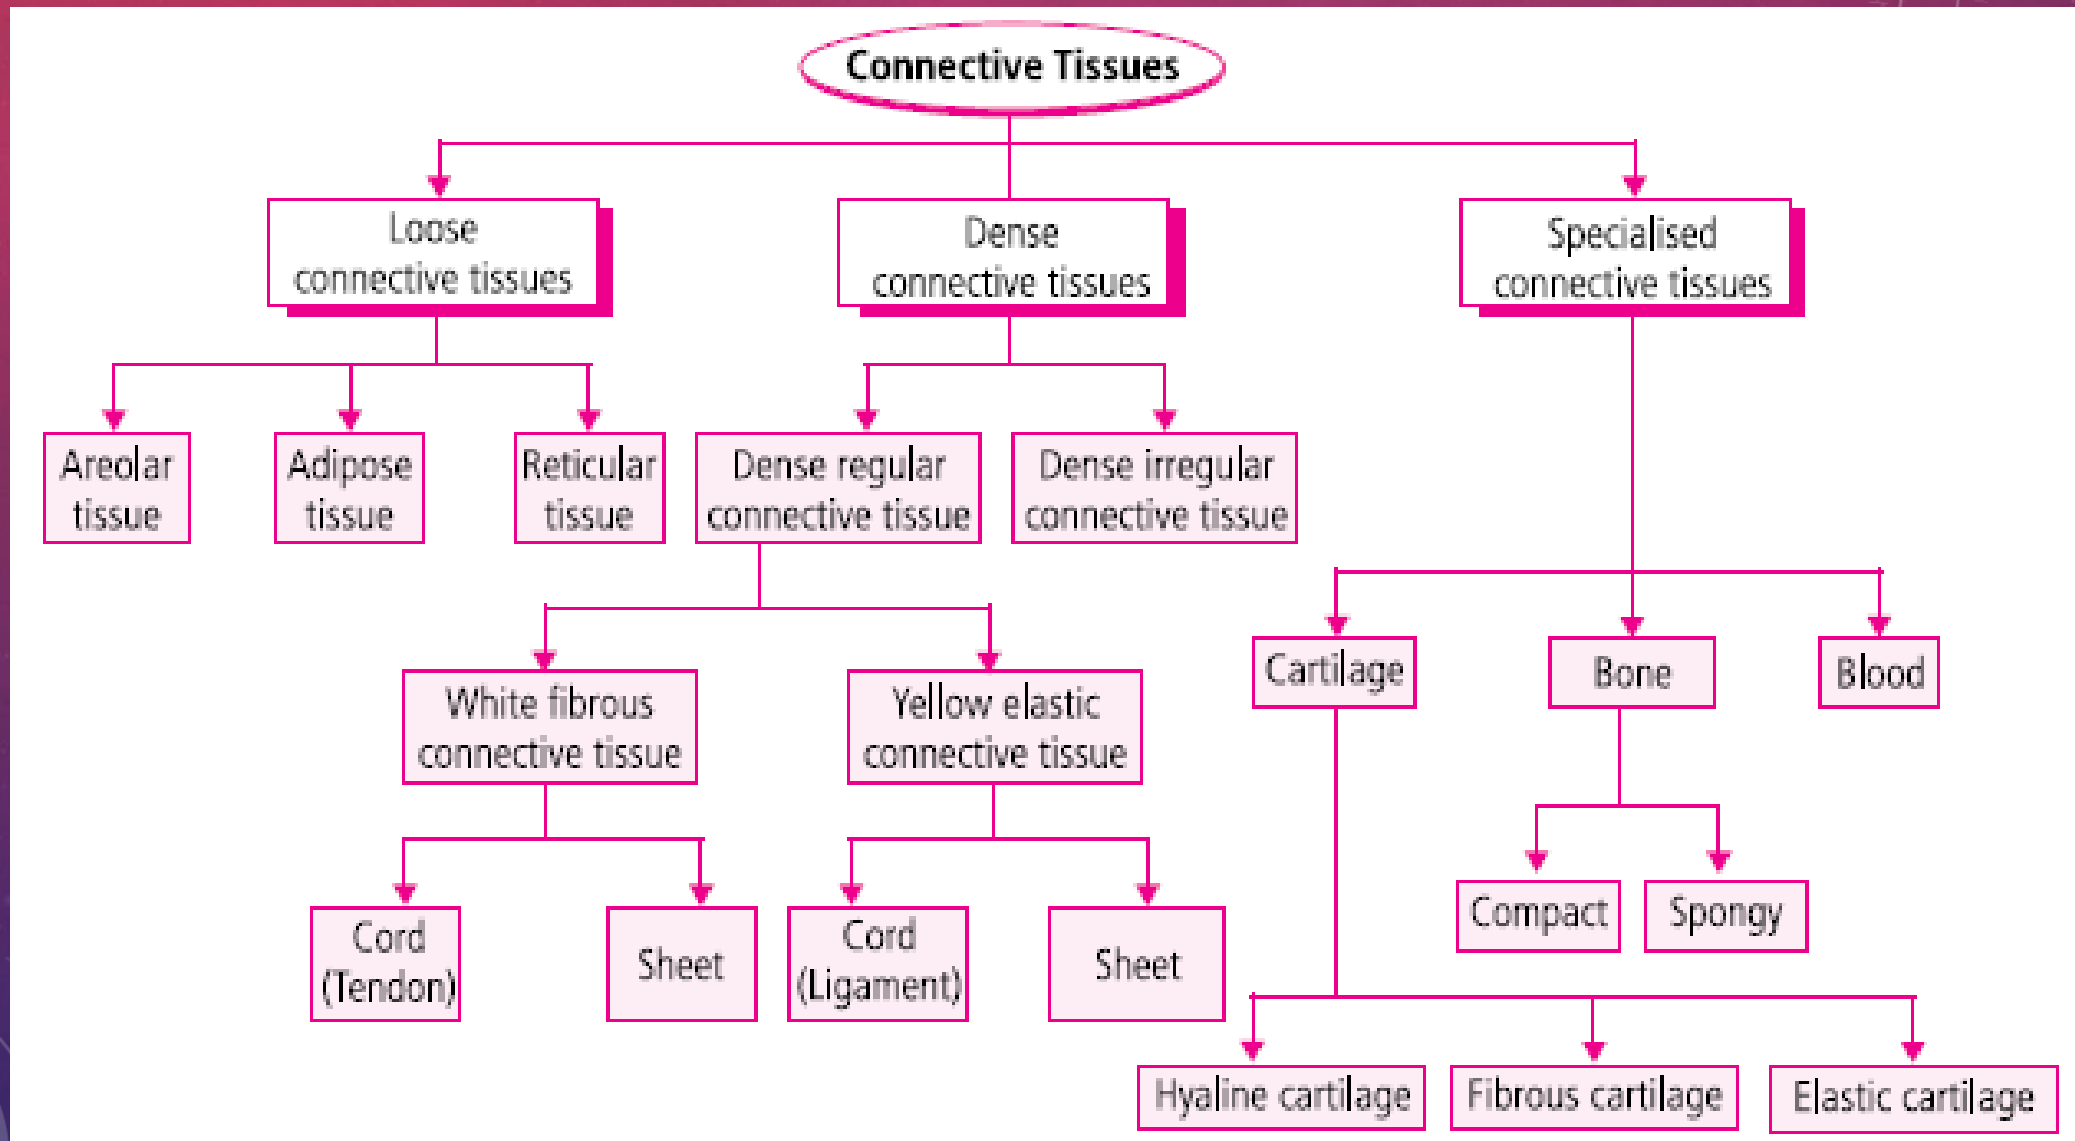 Connective Tissues
Loose
connective tissues
Dense
connective tissues
Specialised
connective tissues
Areolar
tissue
Adipose
tissue
Reticular
tissue
Dense regular
connective tissue
Dense irregular
connective tissue
White fibrous
connective tissue
Yellow elastic
connective tissue
Cartilage
Bone
Blood
Cord
(Tendon)
Sheet
Cord
(Ligament)
Sheet
Compact
Spongy
Hyaline cartilage
Fibrous cartilage
Elastic cartilage